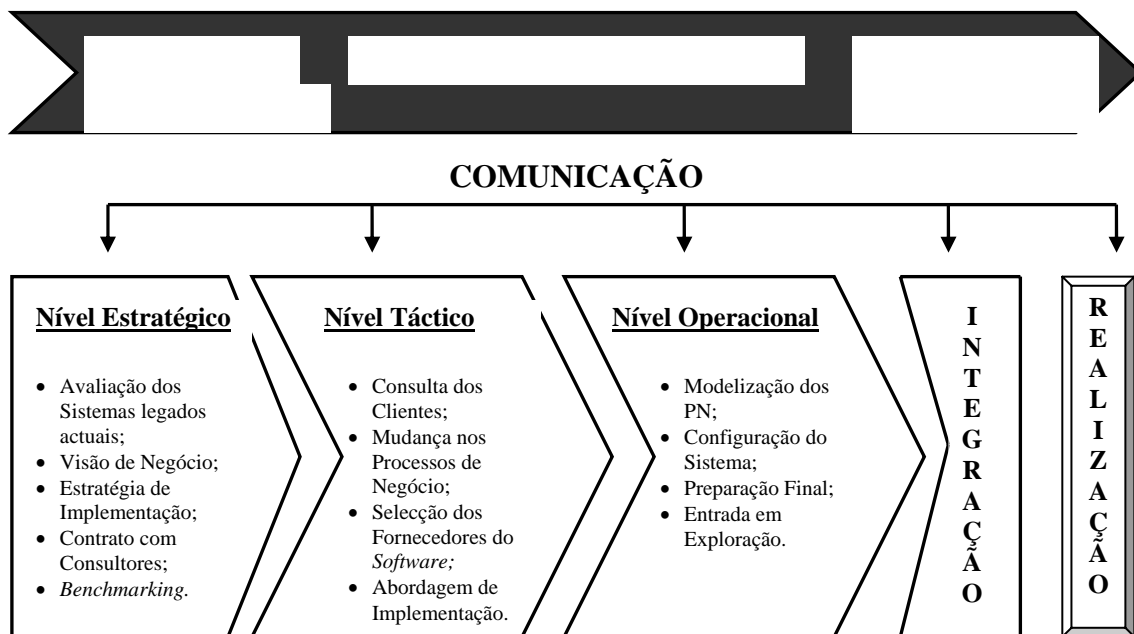 COMUNICAÇÃO
Nível Estratégico
• Avaliação dos
Sistemas legados
actuais;
• Visão de Negócio;
• Estratégia de
Implementação;
• Contrato com
Consultores;
• Benchmarking.
Nível Táctico
• Consulta dos
Clientes;
• Mudança nos
Processos de
Negócio;
• Selecção dos
Fornecedores do
Software;
• Abordagem de
Implementação.
Nível Operacional
• Modelização dos
PN;
• Configuração do
Sistema;
• Preparação Final;
• Entrada em
Exploração.
I
N
T
E
G
R
A
Ç
Ã
O
R
E
A
L
I
Z
A
Ç
Ã
O